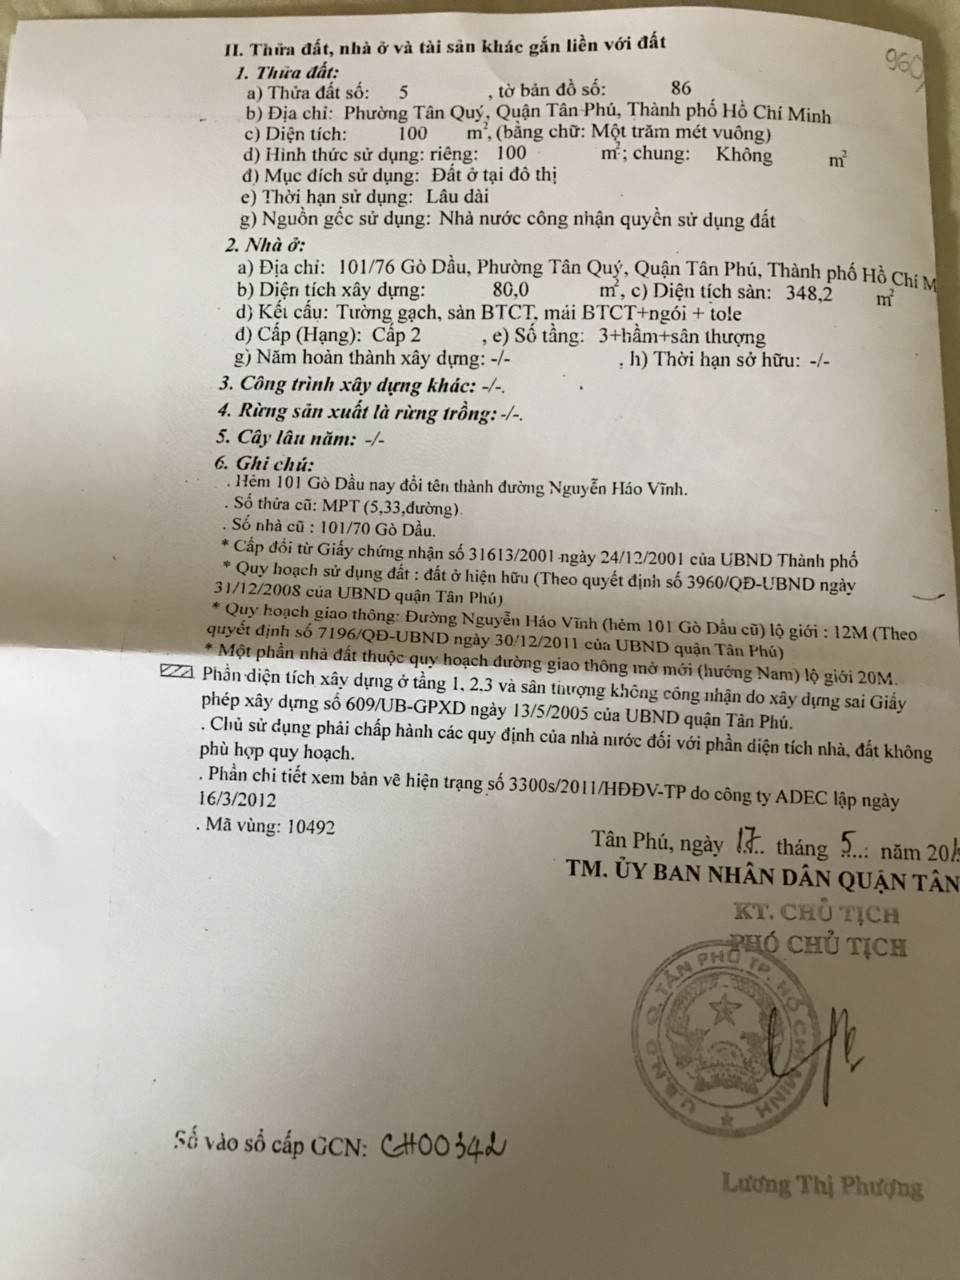 II. Thửa đất, nhà ở và tài sản khác gắn liền với đất
960
1. Thửa đất:
a) Thửa đất số: 5 , tờ bản đồ số: 86
b) Địa chỉ: Phường Tân Quý, Quận Tân Phú, Thành phố Hồ Chí Minh
c) Diện tích: 100 m², (bằng chữ: Một trăm mét vuông)
d) Hình thức sử dụng: riêng: 100 m²; chung: Không m²
đ) Mục đích sử dụng: Đất ở tại đô thị
e) Thời hạn sử dụng: Lâu dài
g) Nguồn gốc sử dụng: Nhà nước công nhận quyền sử dụng đất
2. Nhà ở:
a) Địa chỉ: 101/76 Gò Dầu, Phường Tân Quý, Quận Tân Phú, Thành phố Hồ Chí M
b) Diện tích xây dựng: 80,0 m², c) Diện tích sàn: 348,2 m²
d) Kết cấu: Tường gạch, sàn BTCT, mái BTCT+ngói + tole
đ) Cấp (Hạng): Cấp 2 , e) Số tầng: 3+hầm+sân thượng
g) Năm hoàn thành xây dựng: -/- , h) Thời hạn sở hữu: -/-
3. Công trình xây dựng khác: -/-.
4. Rừng sản xuất là rừng trồng: -/-.
5. Cây lâu năm: -/-
6. Ghi chú:
. Hẻm 101 Gò Dầu nay đổi tên thành đường Nguyễn Háo Vĩnh.
. Số thửa cũ: MPT (5,33,đường).
. Số nhà cũ : 101/70 Gò Dầu.
* Cấp đổi từ Giấy chứng nhận số 31613/2001 ngày 24/12/2001 của UBND Thành phố
* Quy hoạch sử dụng đất : đất ở hiện hữu (Theo quyết định số 3960/QĐ-UBND ngày
31/12/2008 của UBND quận Tân Phú)
* Quy hoạch giao thông: Đường Nguyễn Háo Vĩnh (hẻm 101 Gò Dầu cũ) lộ giới : 12M (Theo
quyết định số 7196/QĐ-UBND ngày 30/12/2011 của UBND quận Tân Phú)
* Một phần nhà đất thuộc quy hoạch đường giao thông mở mới (hướng Nam) lộ giới 20M.
Phần diện tích xây dựng ở tầng 1, 2,3 và sân thượng không công nhận do xây dựng sai Giấy
phép xây dựng số 609/UB-GPXD ngày 13/5/2005 của UBND quận Tân Phú.
. Chủ sử dụng phải chấp hành các quy định của nhà nước đối với phần diện tích nhà, đất không
phù hợp quy hoạch.
. Phần chi tiết xem bản vẽ hiện trạng số 3300s/2011/HĐĐV-TP do công ty ADEC lập ngày
16/3/2012
. Mã vùng: 10492
Tân Phú, ngày 17 tháng 5 năm 201
TM. ỦY BAN NHÂN DÂN QUẬN TÂN
KT. CHỦ TỊCH
PHÓ CHỦ TỊCH
U.B.N.D Q. TÂN PHÚ TP. HỒ CHÍ MINH
Số vào sổ cấp GCN: CH00342
Lương Thị Phượng